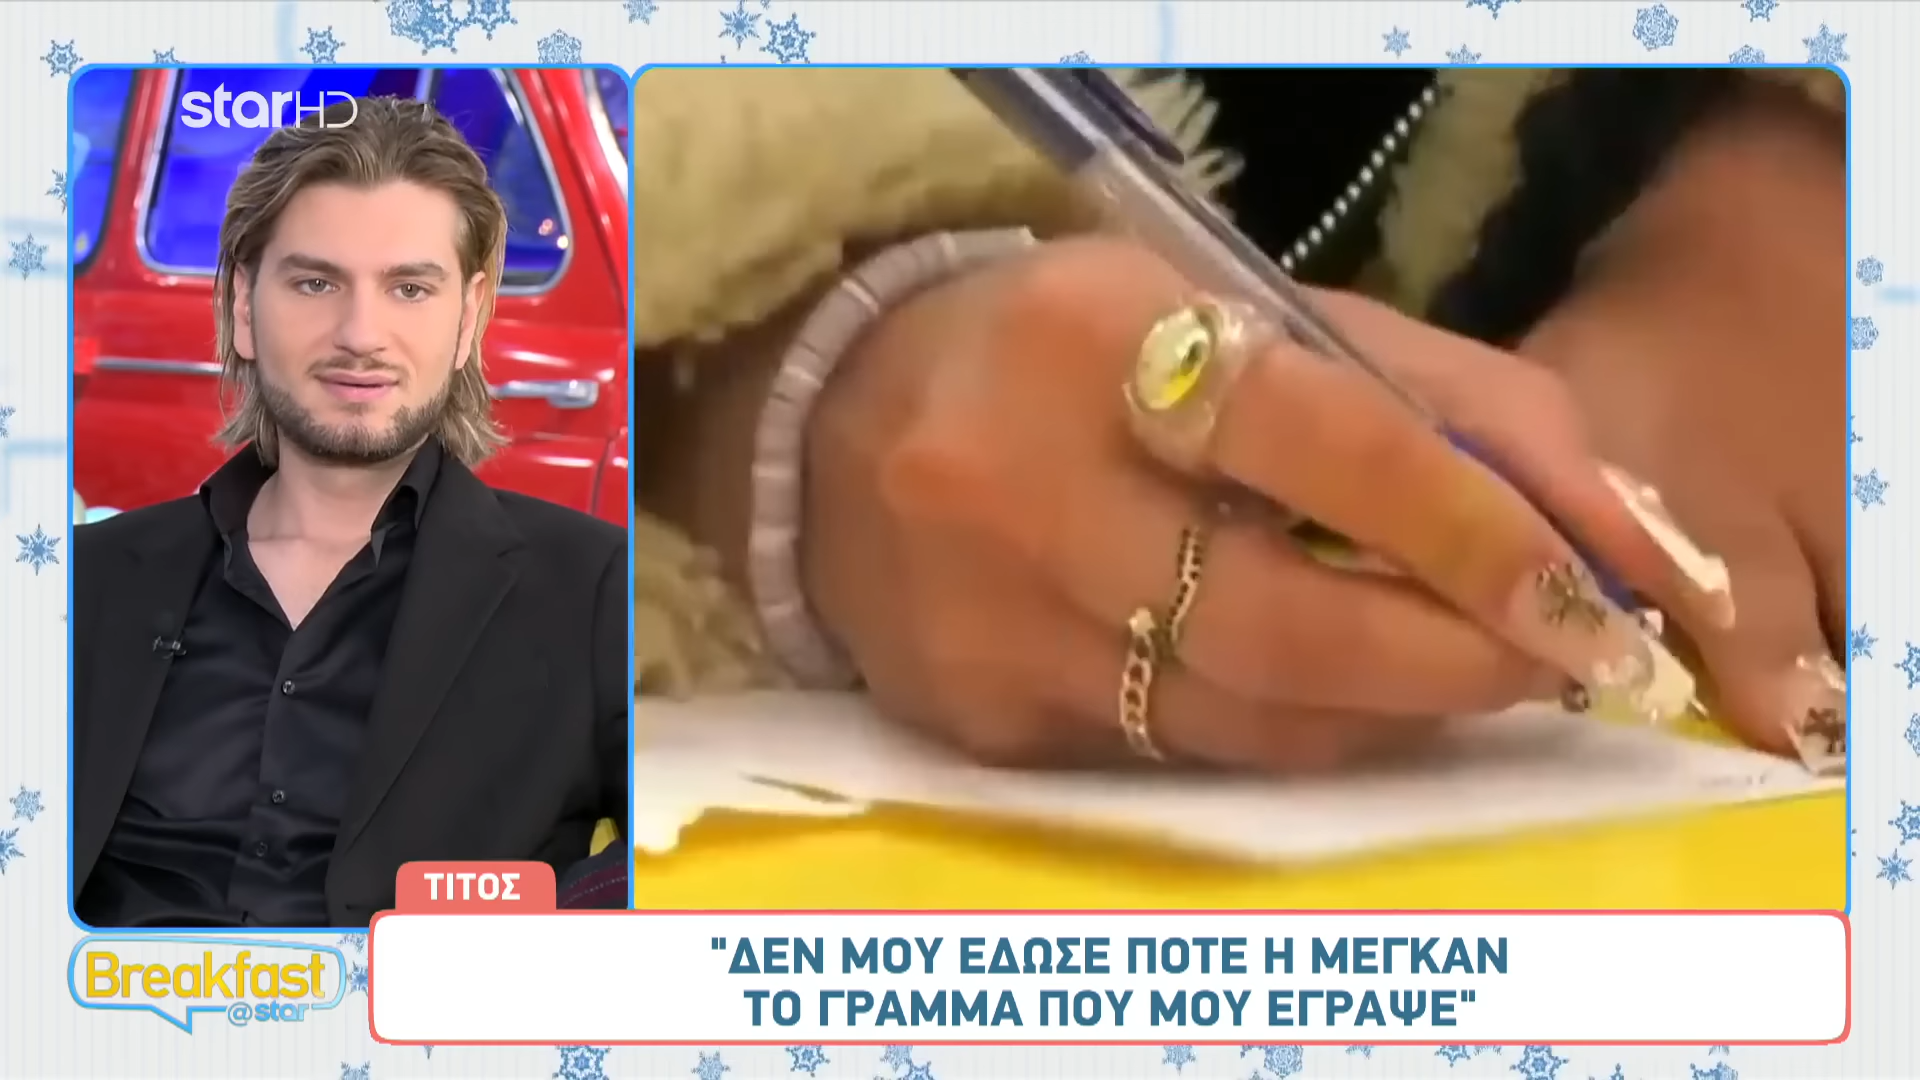 starHD
ΤΙΤΟΣ
"ΔΕΝ ΜΟΥ ΕΔΩΣΕ ΠΟΤΕ Η ΜΕΓΚΑΝ
ΤΟ ΓΡΑΜΜΑ ΠΟΥ ΜΟΥ ΕΓΡΑΨΕ"
Breakfast
@star